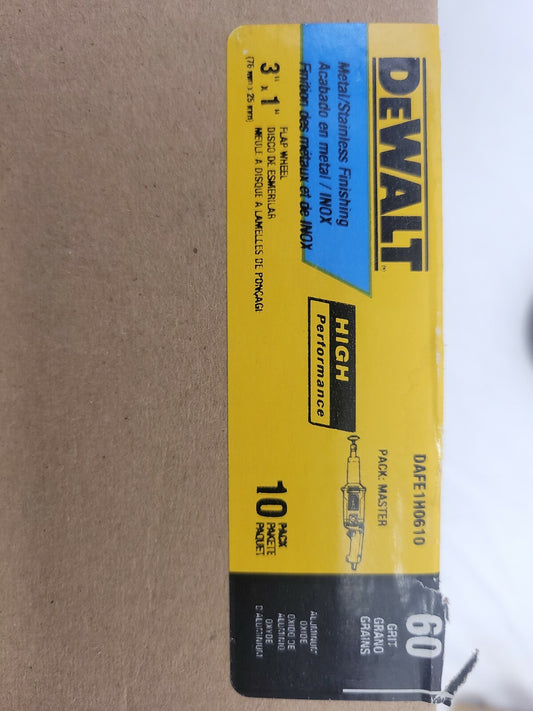 DEWALT®
Metal/Stainless Finishing
Acabado en metal / INOX
Finition des métaux et de INOX
3" x 1"
(76 mm x 25 mm)
FLAP WHEEL
DISCO DE ESMERILAR
MEULE A DISQUE A LAMELLES DE PONÇAGE
HIGH
Performance
DAFE1H0610
PACK: MASTER
10
PACK
PAKETE
PAQUET
60
GRIT
GRANO
GRAINS
ALUMINUM
OXIDE
OXIDO DE
ALUMINIO
OXYDE
D'ALUMINIUM